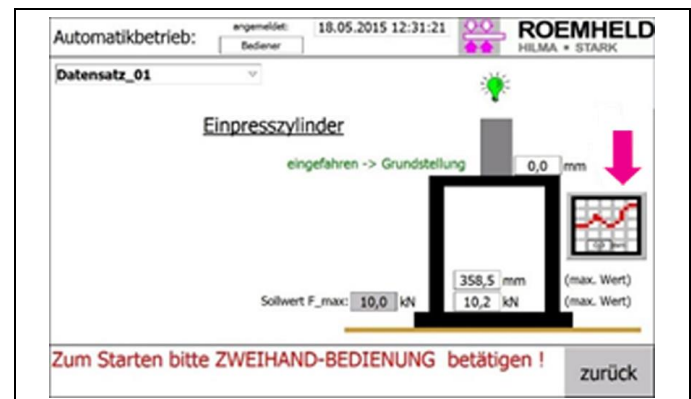 Automatikbetrieb:
angemeldet:
Bediener
18.05.2015 12:31:21
ROEMHELD
HILMA • STARK
Datensatz_01
Einpresszylinder
eingefahren -> Grundstellung
0,0 mm
358,5 mm (max. Wert)
Sollwert F_max: 10,0 kN 10,2 kN (max. Wert)
Zum Starten bitte ZWEIHAND-BEDIENUNG betätigen !
zurück